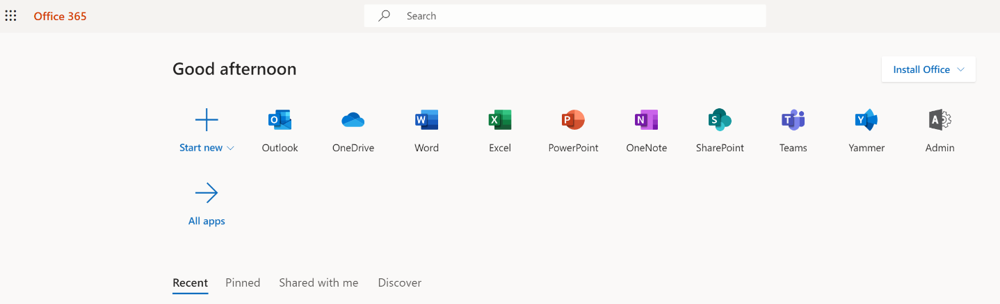 Office 365
Search
Good afternoon
Install Office
Start new
Outlook
OneDrive
Word
Excel
PowerPoint
OneNote
SharePoint
Teams
Yammer
Admin
All apps
Recent Pinned Shared with me Discover